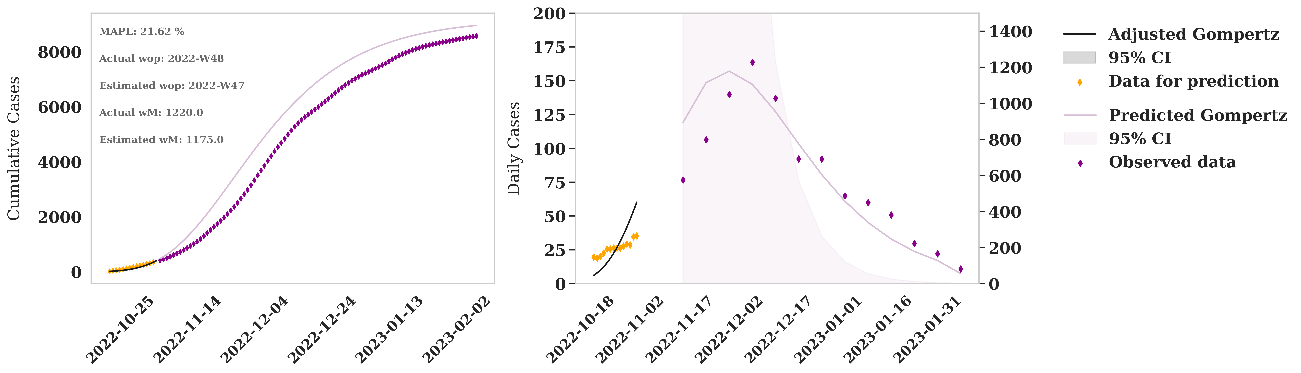 MAPL: 21.62 %
Actual wop: 2022-W48
Estimated wop: 2022-W47
Actual wM: 1220.0
Estimated wM: 1175.0
Cumulative Cases
8000
6000
4000
2000
0
2022-10-25
2022-11-14
2022-12-04
2022-12-24
2023-01-13
2023-02-02
Daily Cases
200
175
150
125
100
75
50
25
0
2022-10-18
2022-11-02
2022-11-17
2022-12-02
2022-12-17
2023-01-01
2023-01-16
2023-01-31
1400
1200
1000
800
600
400
200
0
Adjusted Gompertz
95% CI
Data for prediction
Predicted Gompertz
95% CI
Observed data